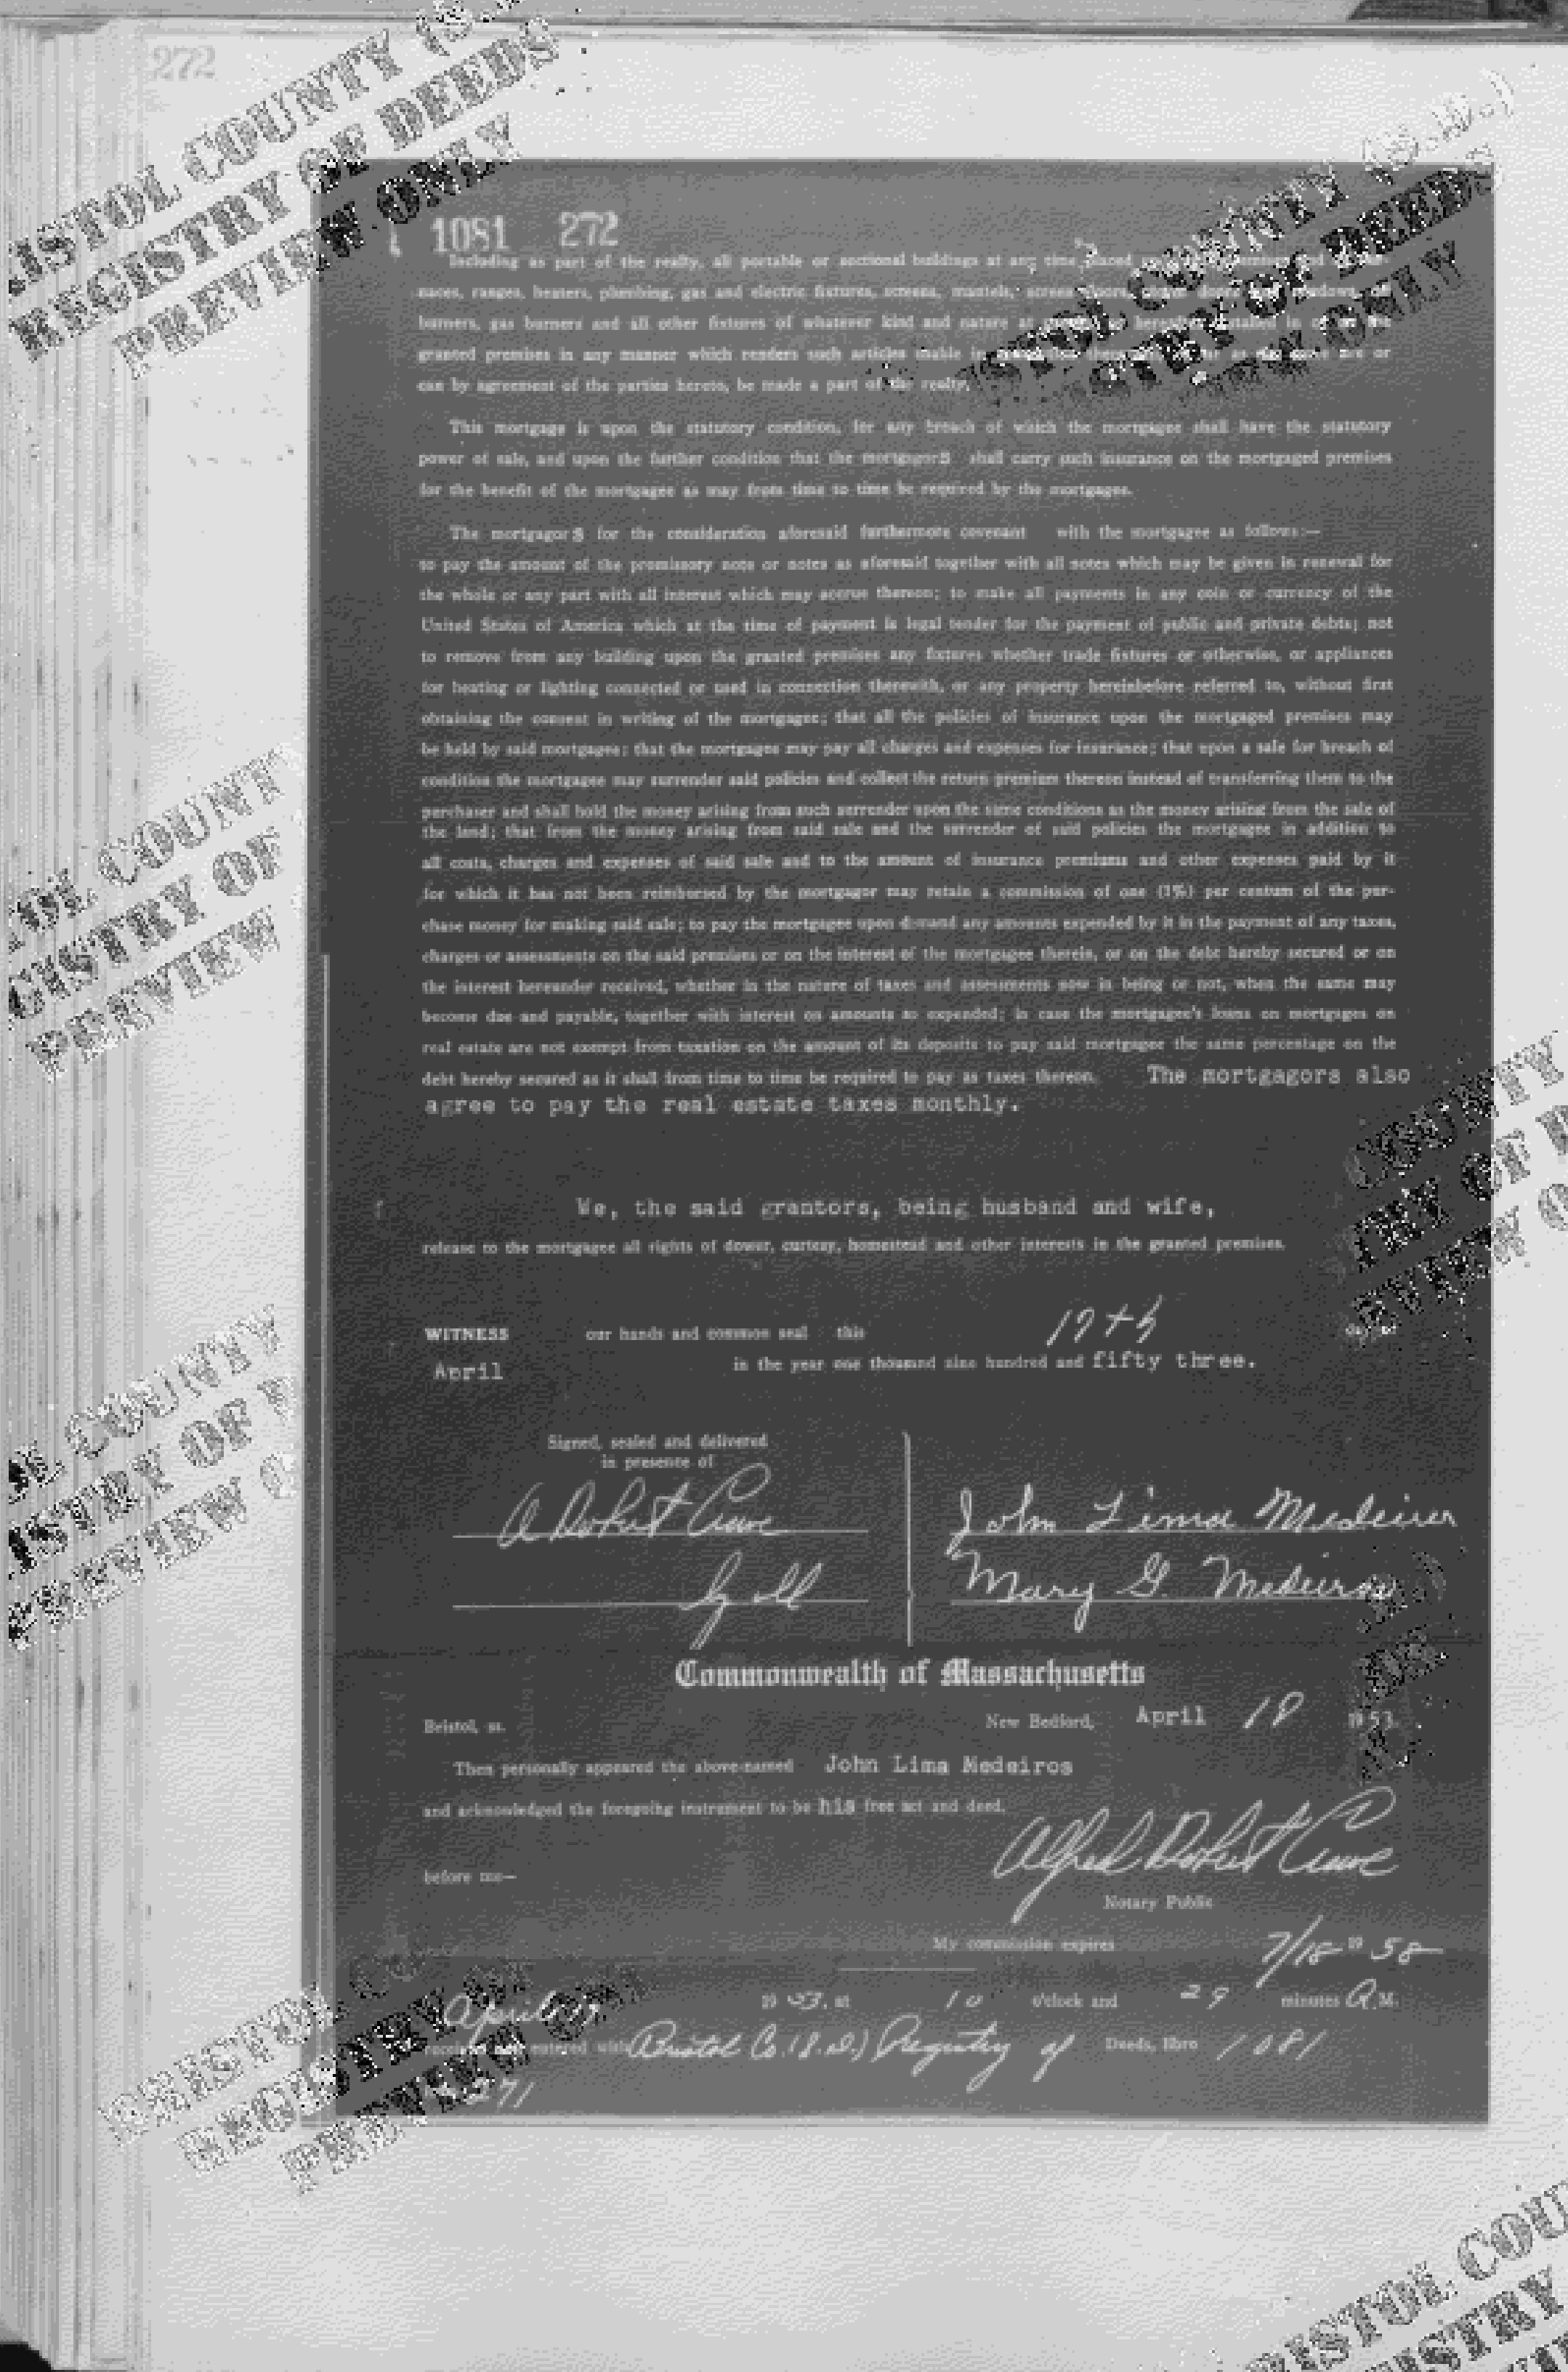 272
ISTOL COUNTY (S.
REGISTRY OF DEEDS
PREVIEW ONLY
1081 272
Including as part of the realty, all portable or sectional buildings at any time placed
naces, ranges, heaters, plumbing, gas and electric fixtures, screens, mantels, screen doors,
burners, gas burners and all other fixtures of whatever kind and nature at
granted premises in any manner which renders such articles usable in are or
can by agreement of the parties hereto, be made a part of the realty.
This mortgage is upon the statutory condition, for any breach of which the mortgagee shall have the statutory
power of sale, and upon the further condition that the mortgagors shall carry such insurance on the mortgaged premises
for the benefit of the mortgagee as may from time to time be required by the mortgagee.
The mortgagors for the consideration aforesaid furthermore covenant with the mortgagee as follows:—
to pay the amount of the promissory note or notes as aforesaid together with all notes which may be given in renewal for
the whole or any part with all interest which may accrue thereon; to make all payments in any coin or currency of the
United States of America which at the time of payment is legal tender for the payment of public and private debts; not
to remove from any building upon the granted premises any fixtures whether trade fixtures or otherwise, or appliances
for heating or lighting connected or used in connection therewith, or any property hereinbefore referred to, without first
obtaining the consent in writing of the mortgagee; that all the policies of insurance upon the mortgaged premises may
be held by said mortgagee; that the mortgagee may pay all charges and expenses for insurance; that upon a sale for breach of
condition the mortgagee may surrender said policies and collect the return premium thereon instead of transferring them to the
purchaser and shall hold the money arising from such surrender upon the same conditions as the money arising from the sale of
the land; that from the money arising from said sale and the surrender of said policies the mortgagee in addition to
all costs, charges and expenses of said sale and to the amount of insurance premiums and other expenses paid by it
for which it has not been reimbursed by the mortgagor may retain a commission of one (1%) per centum of the pur-
chase money for making said sale; to pay the mortgagee upon demand any amounts expended by it in the payment of any taxes,
charges or assessments on the said premises or on the interest of the mortgagee therein, or on the debt hereby secured or on
the interest hereunder received, whether in the nature of taxes and assessments now in being or not, when the same may
become due and payable, together with interest on amounts so expended; in case the mortgagee's loans on mortgages on
real estate are not exempt from taxation on the amount of its deposits to pay said mortgagee the same percentage on the
debt hereby secured as it shall from time to time be required to pay as taxes thereon. The mortgagors also
agree to pay the real estate taxes monthly.
We, the said grantors, being husband and wife,
release to the mortgagee all rights of dower, curtesy, homestead and other interests in the granted premises.
WITNESS our hands and common seal this 17th day of
April in the year one thousand nine hundred and fifty three.
Signed, sealed and delivered
in presence of
A Robert Crowe John Lima Medeiros
Mary G. Medeiros
Commonwealth of Massachusetts
Bristol, ss. New Bedford, April 18 1953.
Then personally appeared the above-named John Lima Medeiros
and acknowledged the foregoing instrument to be his free act and deed.
before me—
Alfred Robert Crowe
Notary Public
My commission expires 7/18 19 58
April 19 53, at 10 o'clock and 29 minutes A.M.
entered with Bristol Co. (S.D.) Registry of Deeds, libro 1081
271